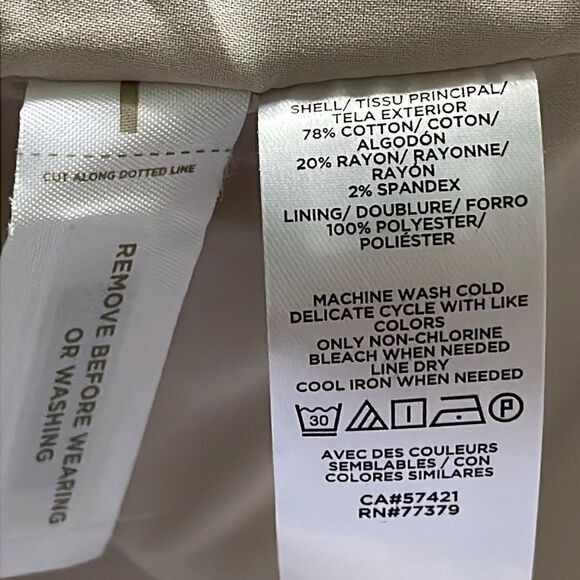 CUT ALONG DOTTED LINE
REMOVE BEFORE WEARING
OR WASHING
SHELL/ TISSU PRINCIPAL/
TELA EXTERIOR
78% COTTON/ COTON/
ALGODÓN
20% RAYON/ RAYONNE/
RAYÓN
2% SPANDEX
LINING/ DOUBLURE/ FORRO
100% POLYESTER/
POLIÉSTER
MACHINE WASH COLD
DELICATE CYCLE WITH LIKE
COLORS
ONLY NON-CHLORINE
BLEACH WHEN NEEDED
LINE DRY
COOL IRON WHEN NEEDED
30 P
AVEC DES COULEURS
SEMBLABLES / CON
COLORES SIMILARES
CA#57421
RN#77379